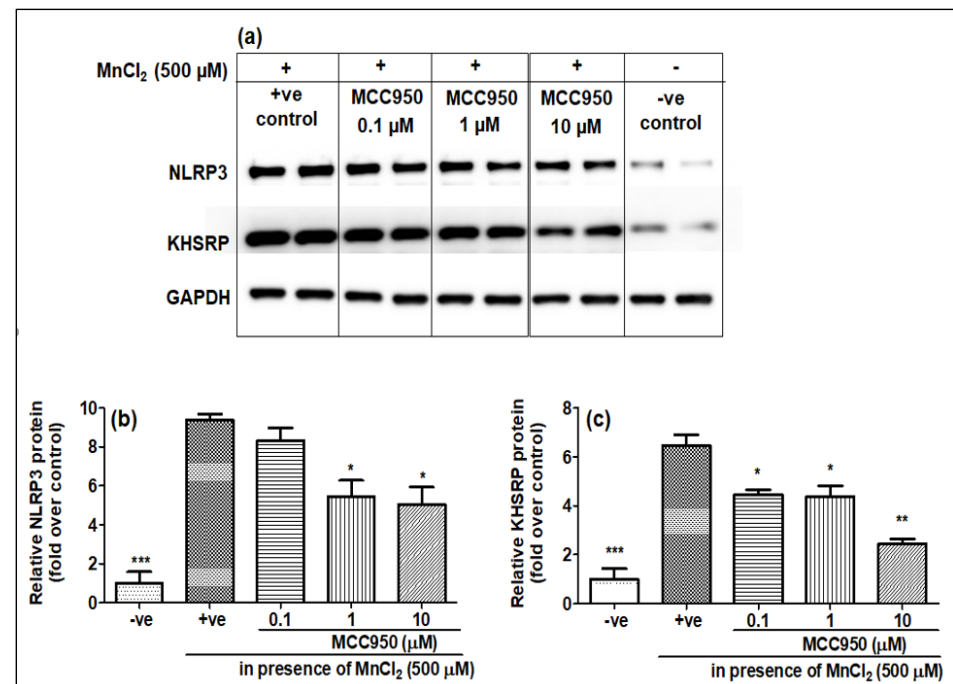 (a)
MnCl₂ (500 µM) + + + + -
+ve control MCC950 0.1 µM MCC950 1 µM MCC950 10 µM -ve control
NLRP3
KHSRP
GAPDH
(b)
Relative NLRP3 protein
(fold over control)
10
8
6
4
2
0
*** * *
-ve +ve 0.1 1 10
MCC950 (µM)
in presence of MnCl₂ (500 µM)
(c)
Relative KHSRP protein
(fold over control)
8
6
4
2
0
*** * * **
-ve +ve 0.1 1 10
MCC950 (µM)
in presence of MnCl₂ (500 µM)